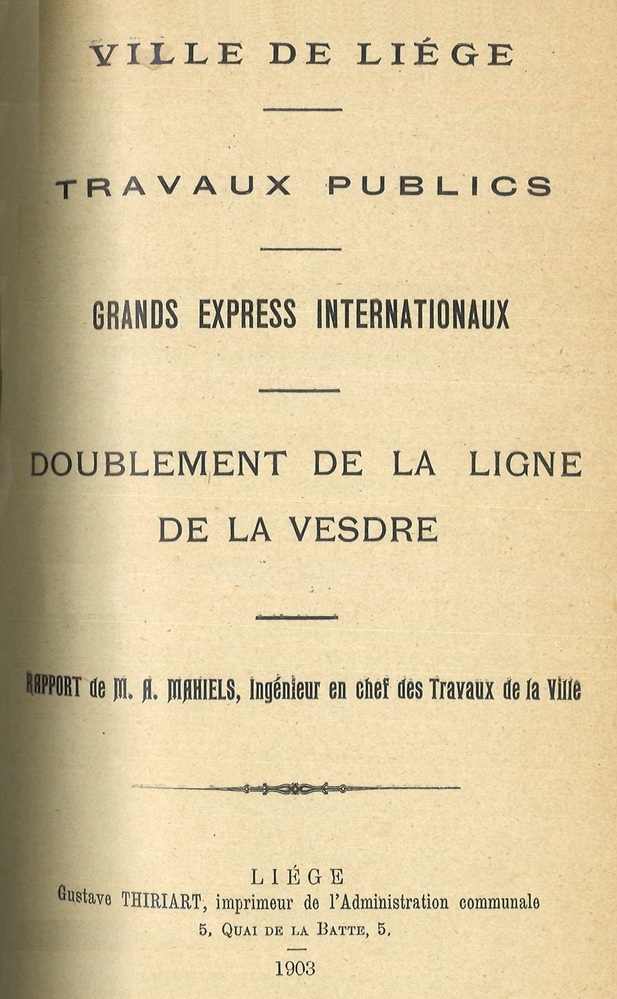 VILLE DE LIÉGE
TRAVAUX PUBLICS
GRANDS EXPRESS INTERNATIONAUX
DOUBLEMENT DE LA LIGNE
DE LA VESDRE
RAPPORT de M. A. MAHIELS, Ingénieur en chef des Travaux de la Ville
LIÉGE
Gustave THIRIART, imprimeur de l'Administration communale
5, QUAI DE LA BATTE, 5.
1903